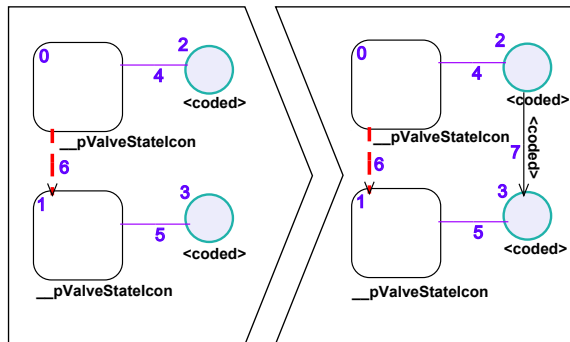 0
2
4
<coded>
__pValveStateIcon
6
1
3
5
<coded>
__pValveStateIcon
0
2
4
<coded>
<coded>
7
__pValveStateIcon
6
1
3
5
<coded>
__pValveStateIcon